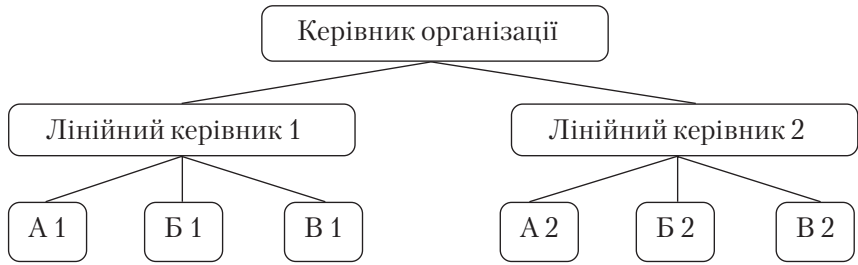 Керівник організації
Лінійний керівник 1
Лінійний керівник 2
А 1
Б 1
В 1
А 2
Б 2
В 2